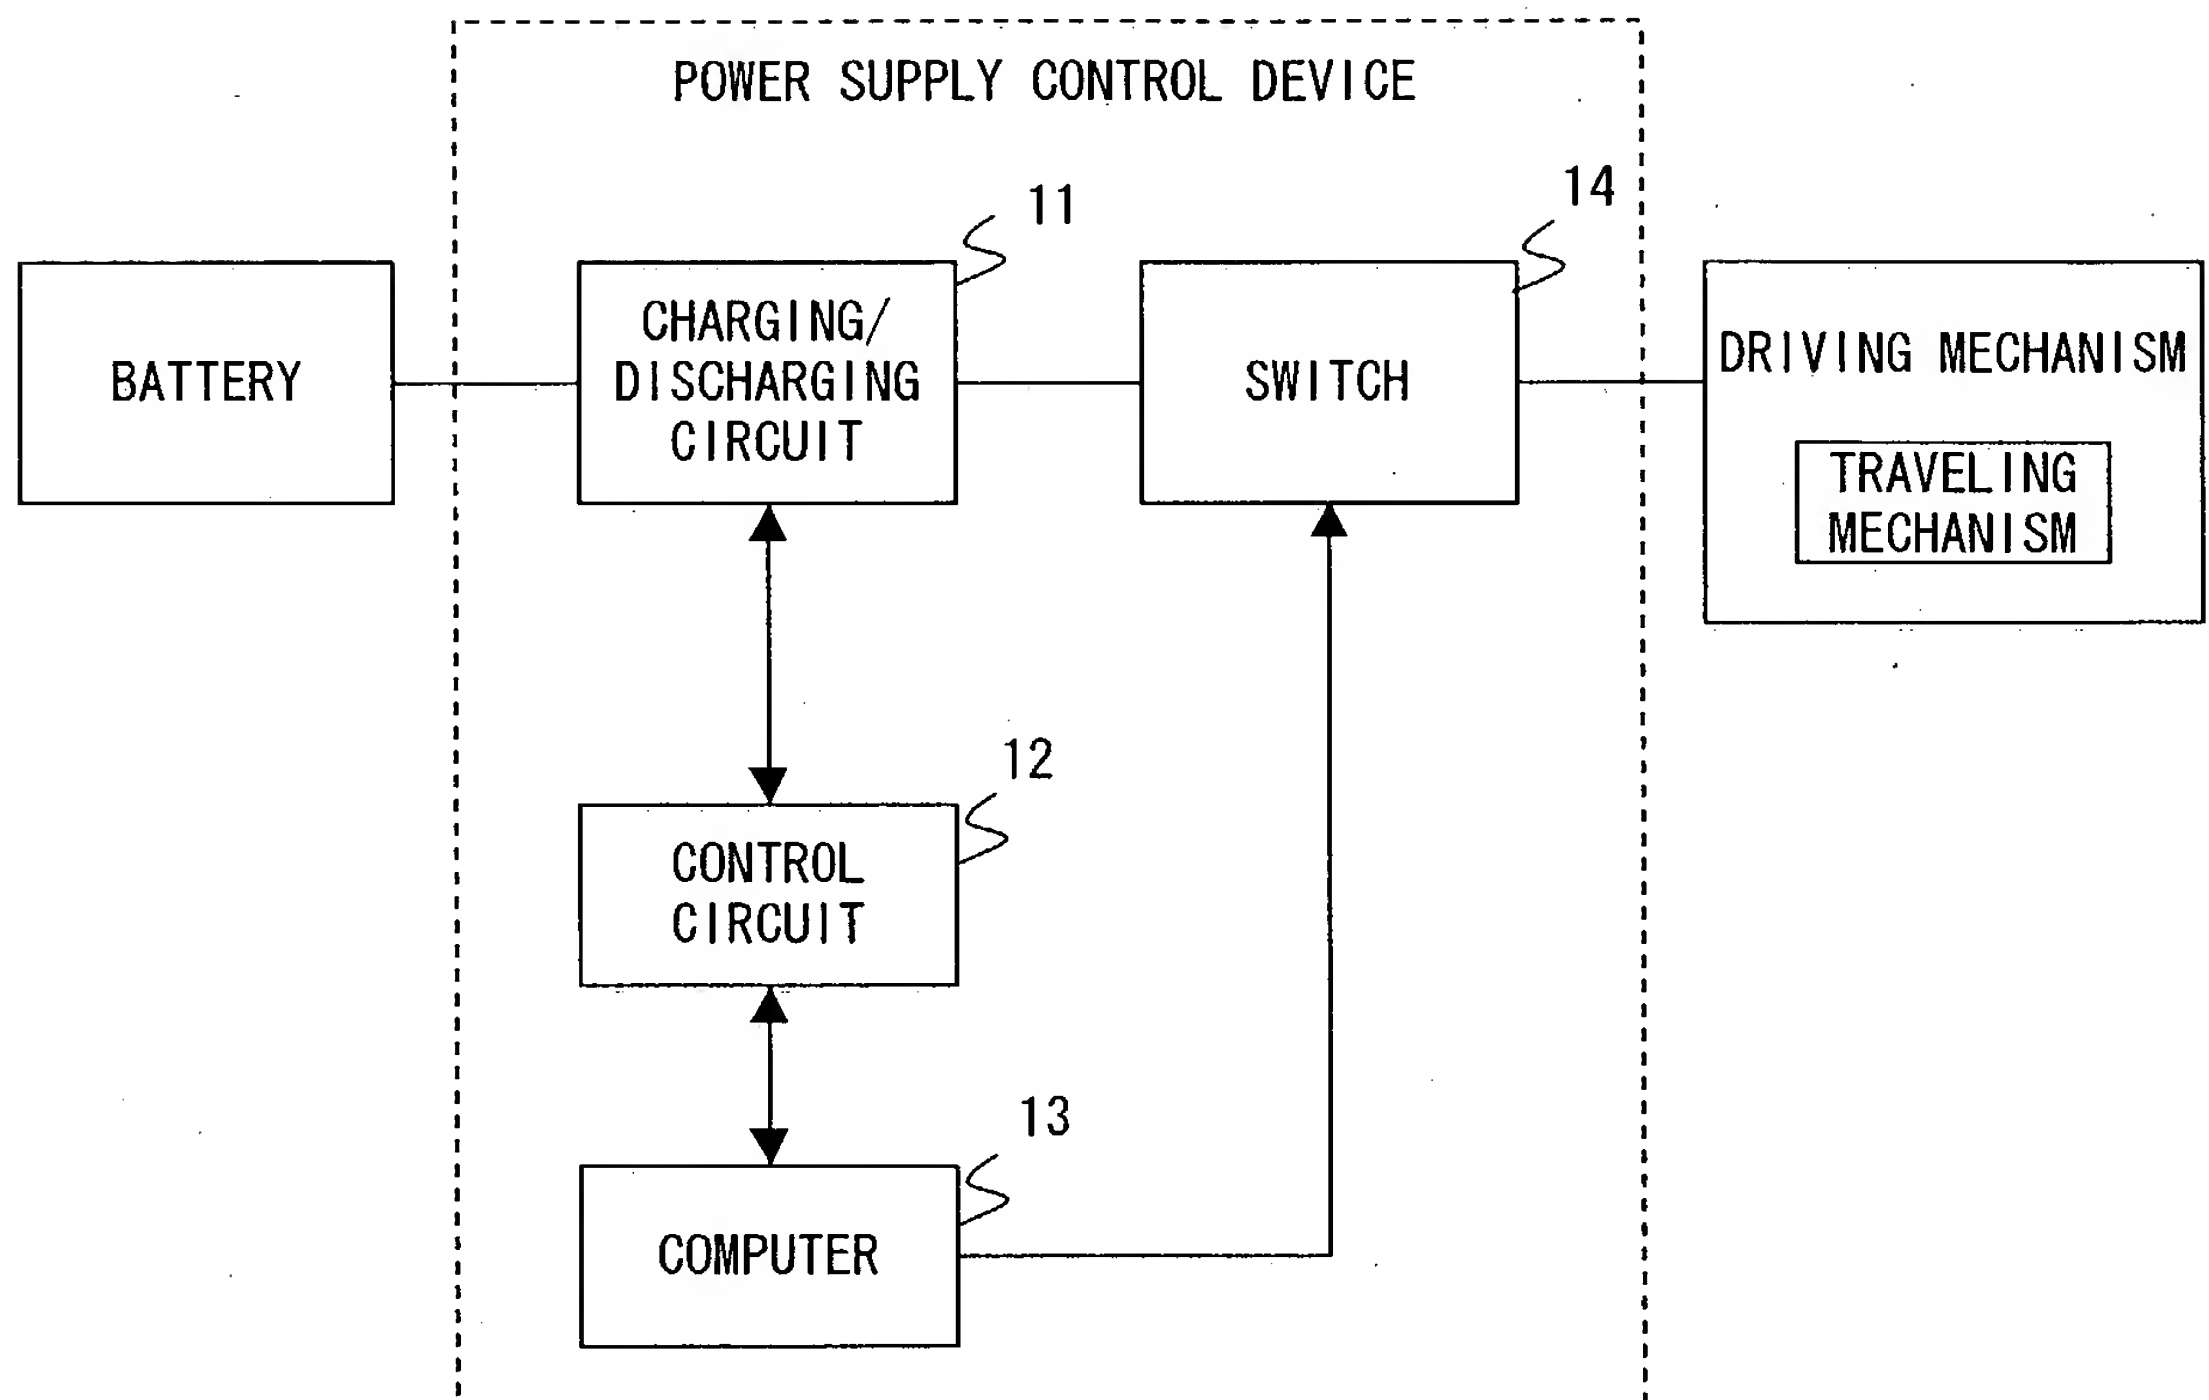 POWER SUPPLY CONTROL DEVICE
11
14
BATTERY
CHARGING/
DISCHARGING
CIRCUIT
SWITCH
DRIVING MECHANISM
TRAVELING
MECHANISM
12
CONTROL
CIRCUIT
13
COMPUTER